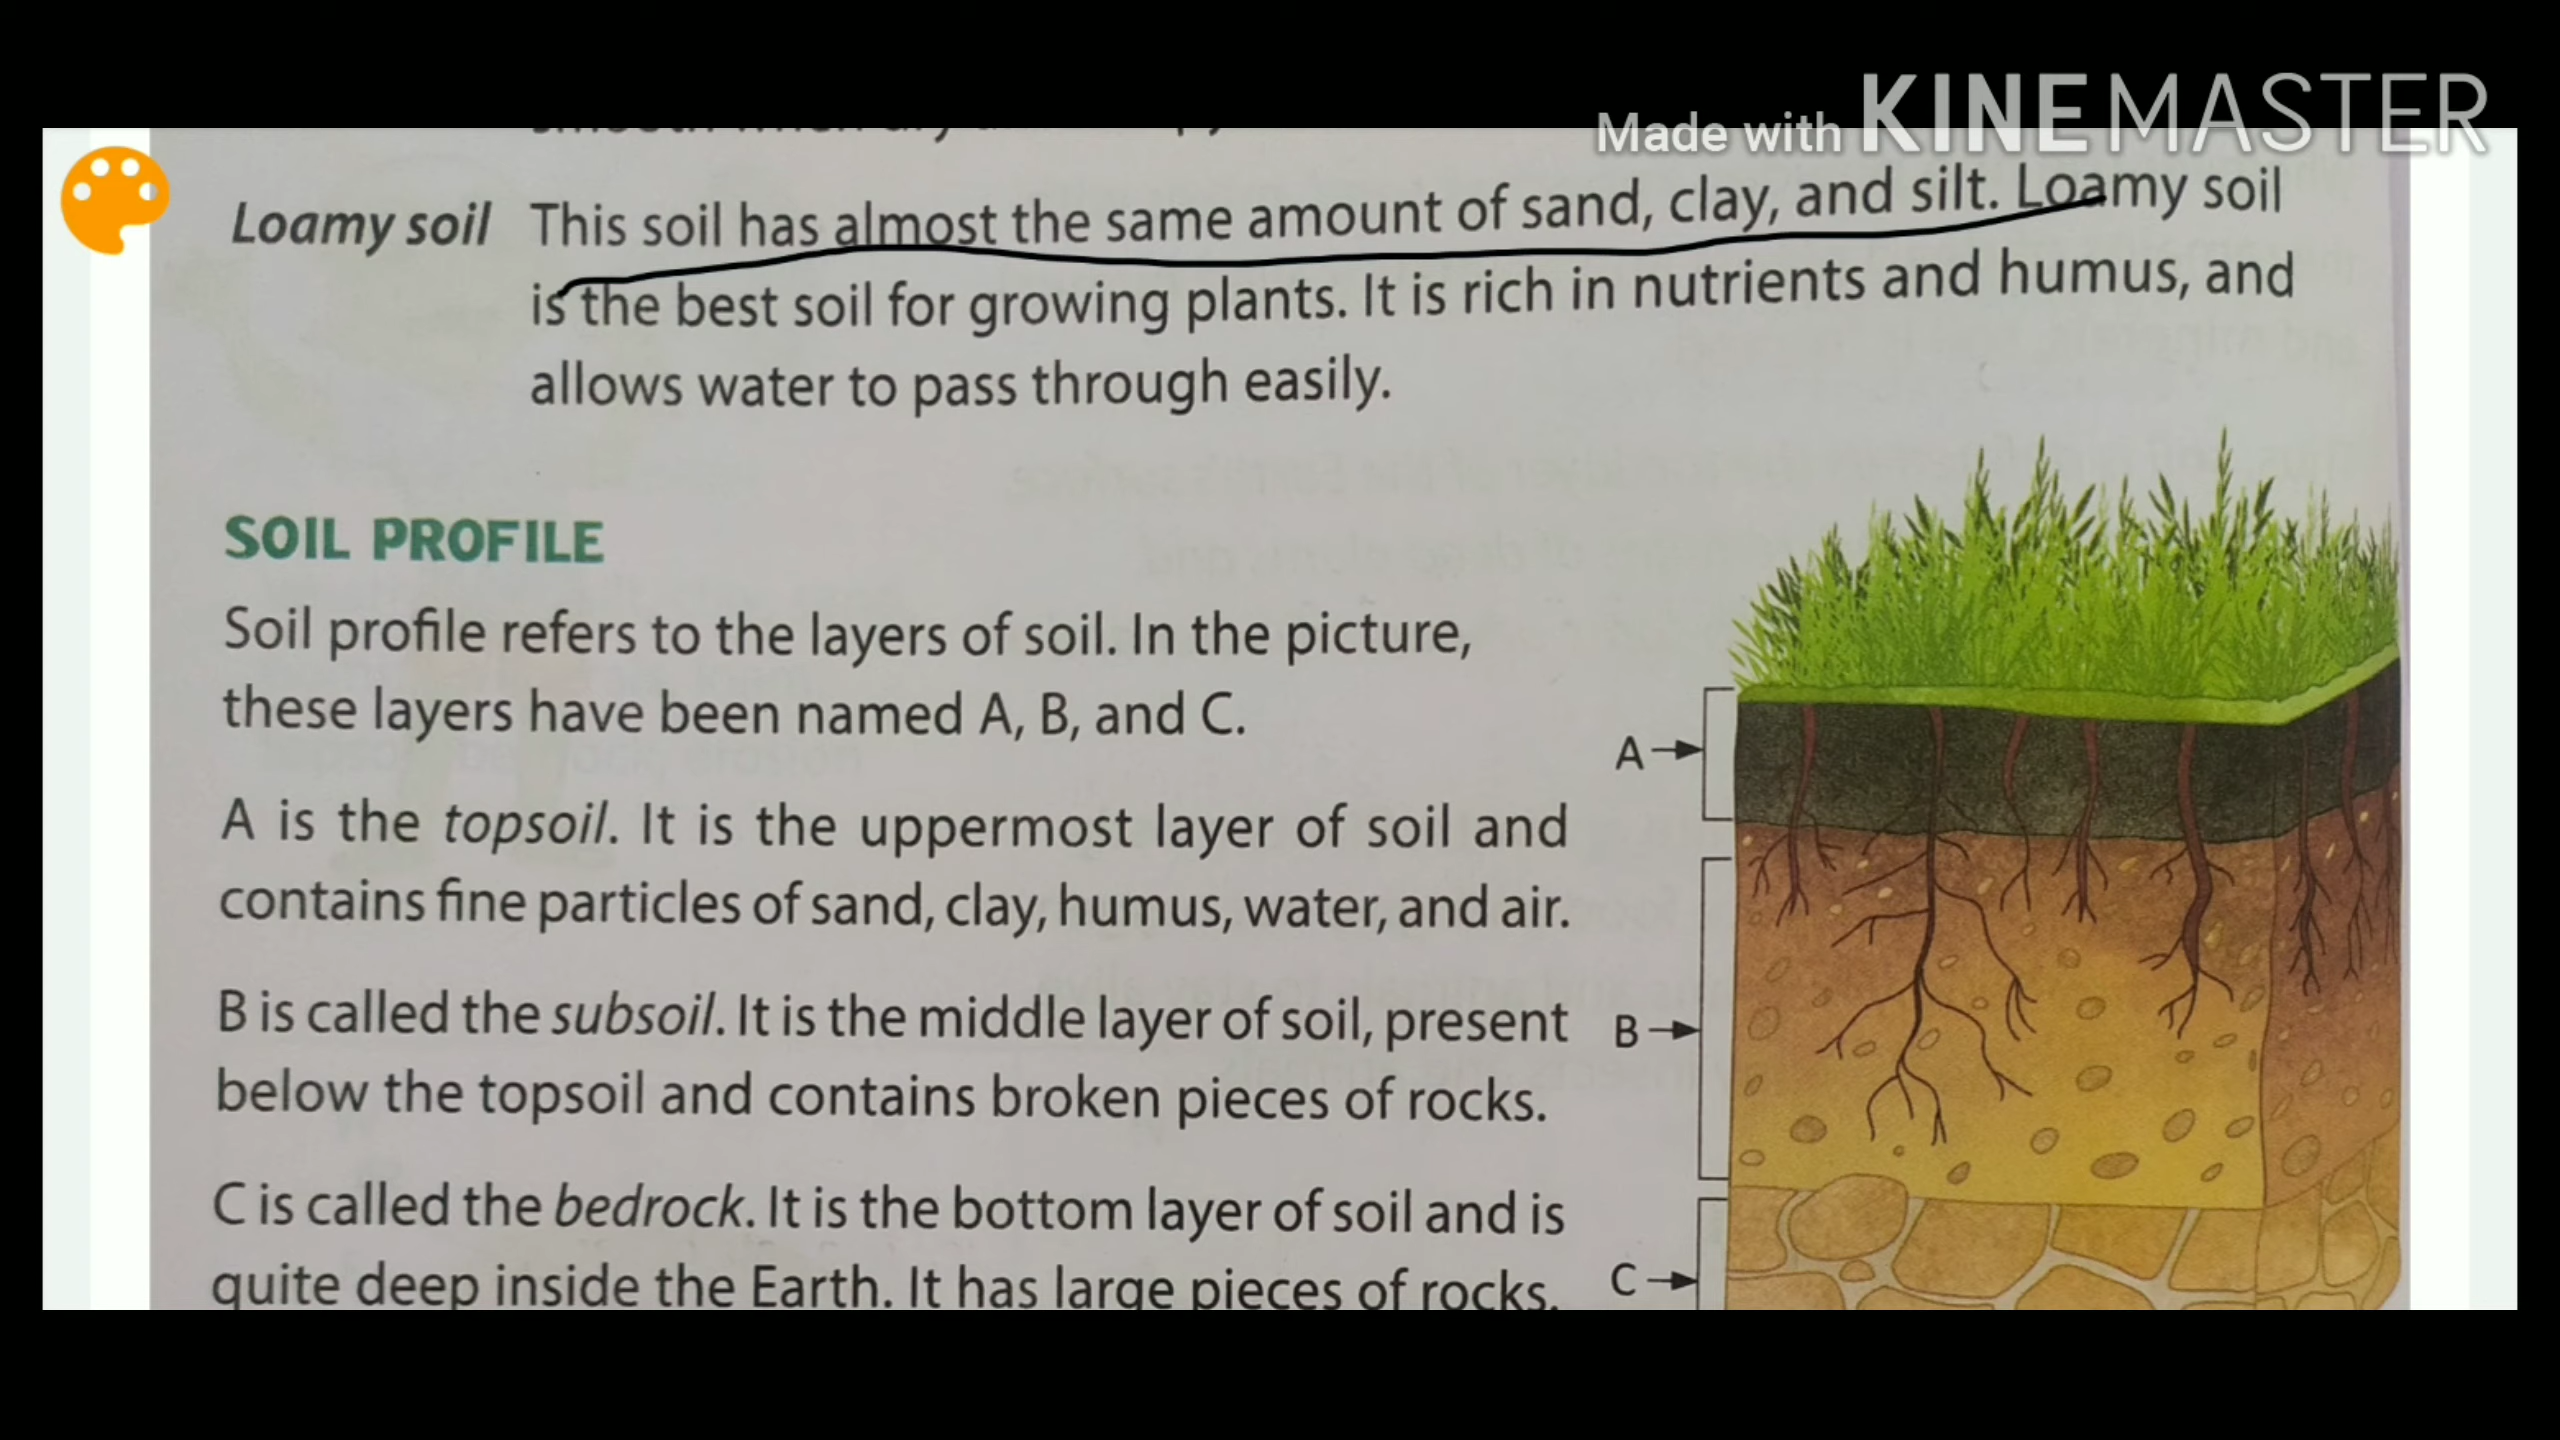 Made with KINEMASTER
Loamy soil This soil has almost the same amount of sand, clay, and silt. Loamy soil
is the best soil for growing plants. It is rich in nutrients and humus, and
allows water to pass through easily.
SOIL PROFILE
Soil profile refers to the layers of soil. In the picture,
these layers have been named A, B, and C.
A is the topsoil. It is the uppermost layer of soil and
contains fine particles of sand, clay, humus, water, and air.
B is called the subsoil. It is the middle layer of soil, present
below the topsoil and contains broken pieces of rocks.
C is called the bedrock. It is the bottom layer of soil and is
quite deep inside the Earth. It has large pieces of rocks.
A
B
C